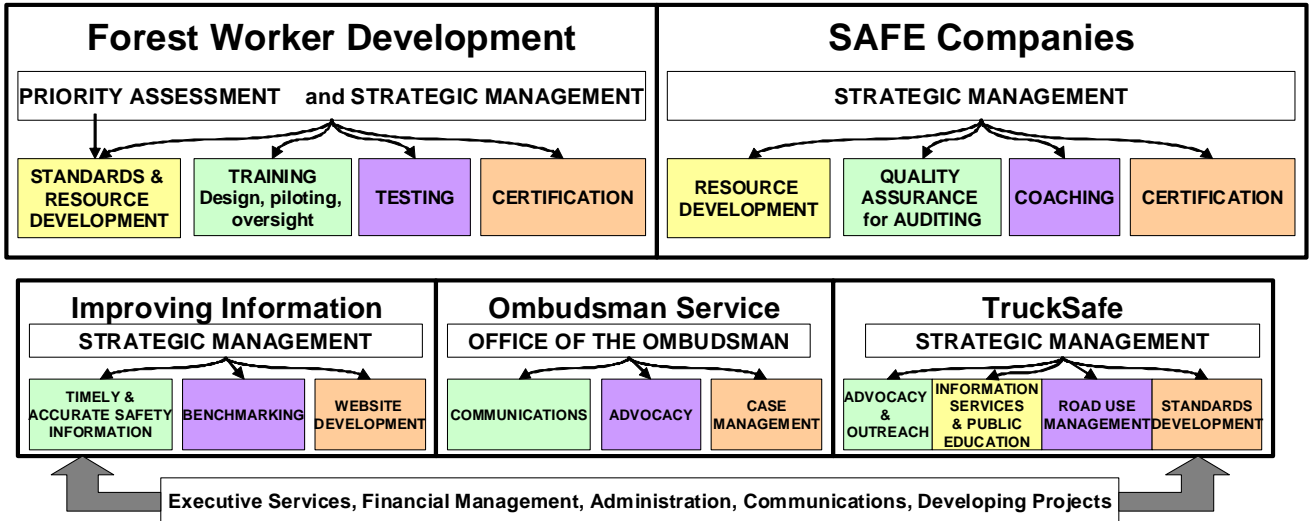 Forest Worker Development
PRIORITY ASSESSMENT and STRATEGIC MANAGEMENT
STANDARDS &
RESOURCE
DEVELOPMENT
TRAINING
Design, piloting,
oversight
TESTING
CERTIFICATION
SAFE Companies
STRATEGIC MANAGEMENT
RESOURCE
DEVELOPMENT
QUALITY
ASSURANCE
for AUDITING
COACHING
CERTIFICATION
Improving Information
STRATEGIC MANAGEMENT
TIMELY &
ACCURATE SAFETY
INFORMATION
BENCHMARKING
WEBSITE
DEVELOPMENT
Ombudsman Service
OFFICE OF THE OMBUDSMAN
COMMUNICATIONS
ADVOCACY
CASE
MANAGEMENT
TruckSafe
STRATEGIC MANAGEMENT
ADVOCACY
&
OUTREACH
INFORMATION
SERVICES
& PUBLIC
EDUCATION
ROAD USE
MANAGEMENT
STANDARDS
DEVELOPMENT
Executive Services, Financial Management, Administration, Communications, Developing Projects